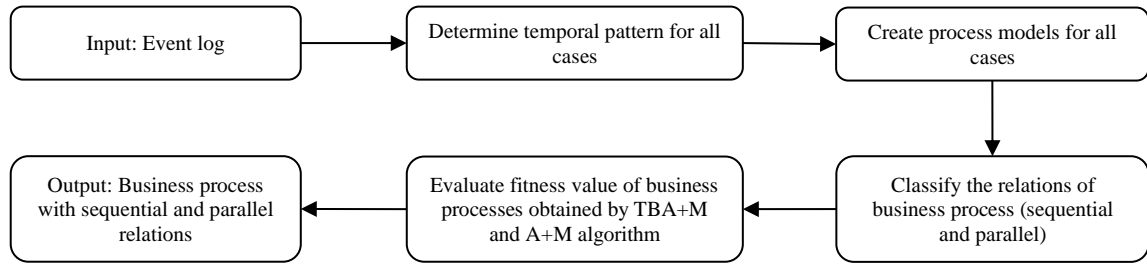 Input: Event log
Determine temporal pattern for all
cases
Create process models for all
cases
Classify the relations of
business process (sequential
and parallel)
Evaluate fitness value of business
processes obtained by TBA+M
and A+M algorithm
Output: Business process
with sequential and parallel
relations